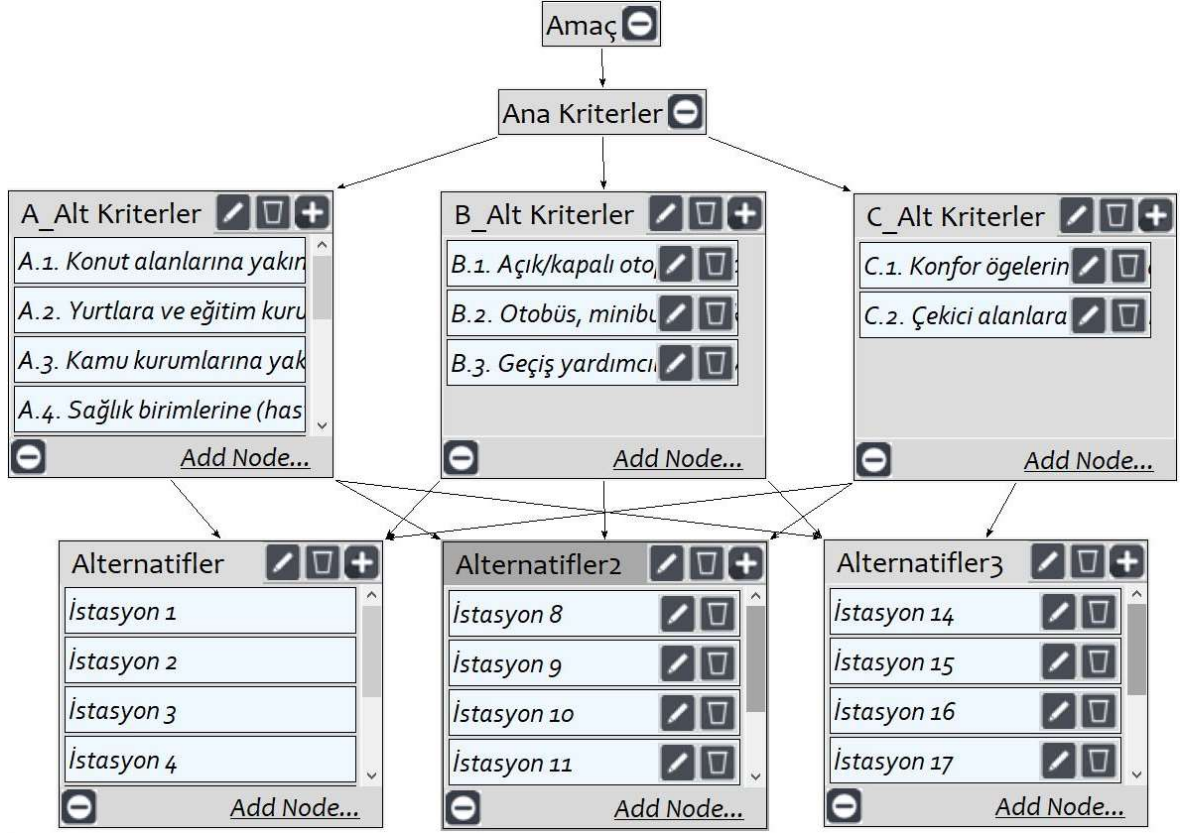 Amaç
Ana Kriterler
A_Alt Kriterler
A.1. Konut alanlarına yakın
A.2. Yurtlara ve eğitim kuru
A.3. Kamu kurumlarına yak
A.4. Sağlık birimlerine (has
Add Node...
B_Alt Kriterler
B.1. Açık/kapalı oto
B.2. Otobüs, minibu
B.3. Geçiş yardımcı
Add Node...
C_Alt Kriterler
C.1. Konfor ögelerin
C.2. Çekici alanlara
Add Node...
Alternatifler
İstasyon 1
İstasyon 2
İstasyon 3
İstasyon 4
Add Node...
Alternatifler2
İstasyon 8
İstasyon 9
İstasyon 10
İstasyon 11
Add Node...
Alternatifler3
İstasyon 14
İstasyon 15
İstasyon 16
İstasyon 17
Add Node...